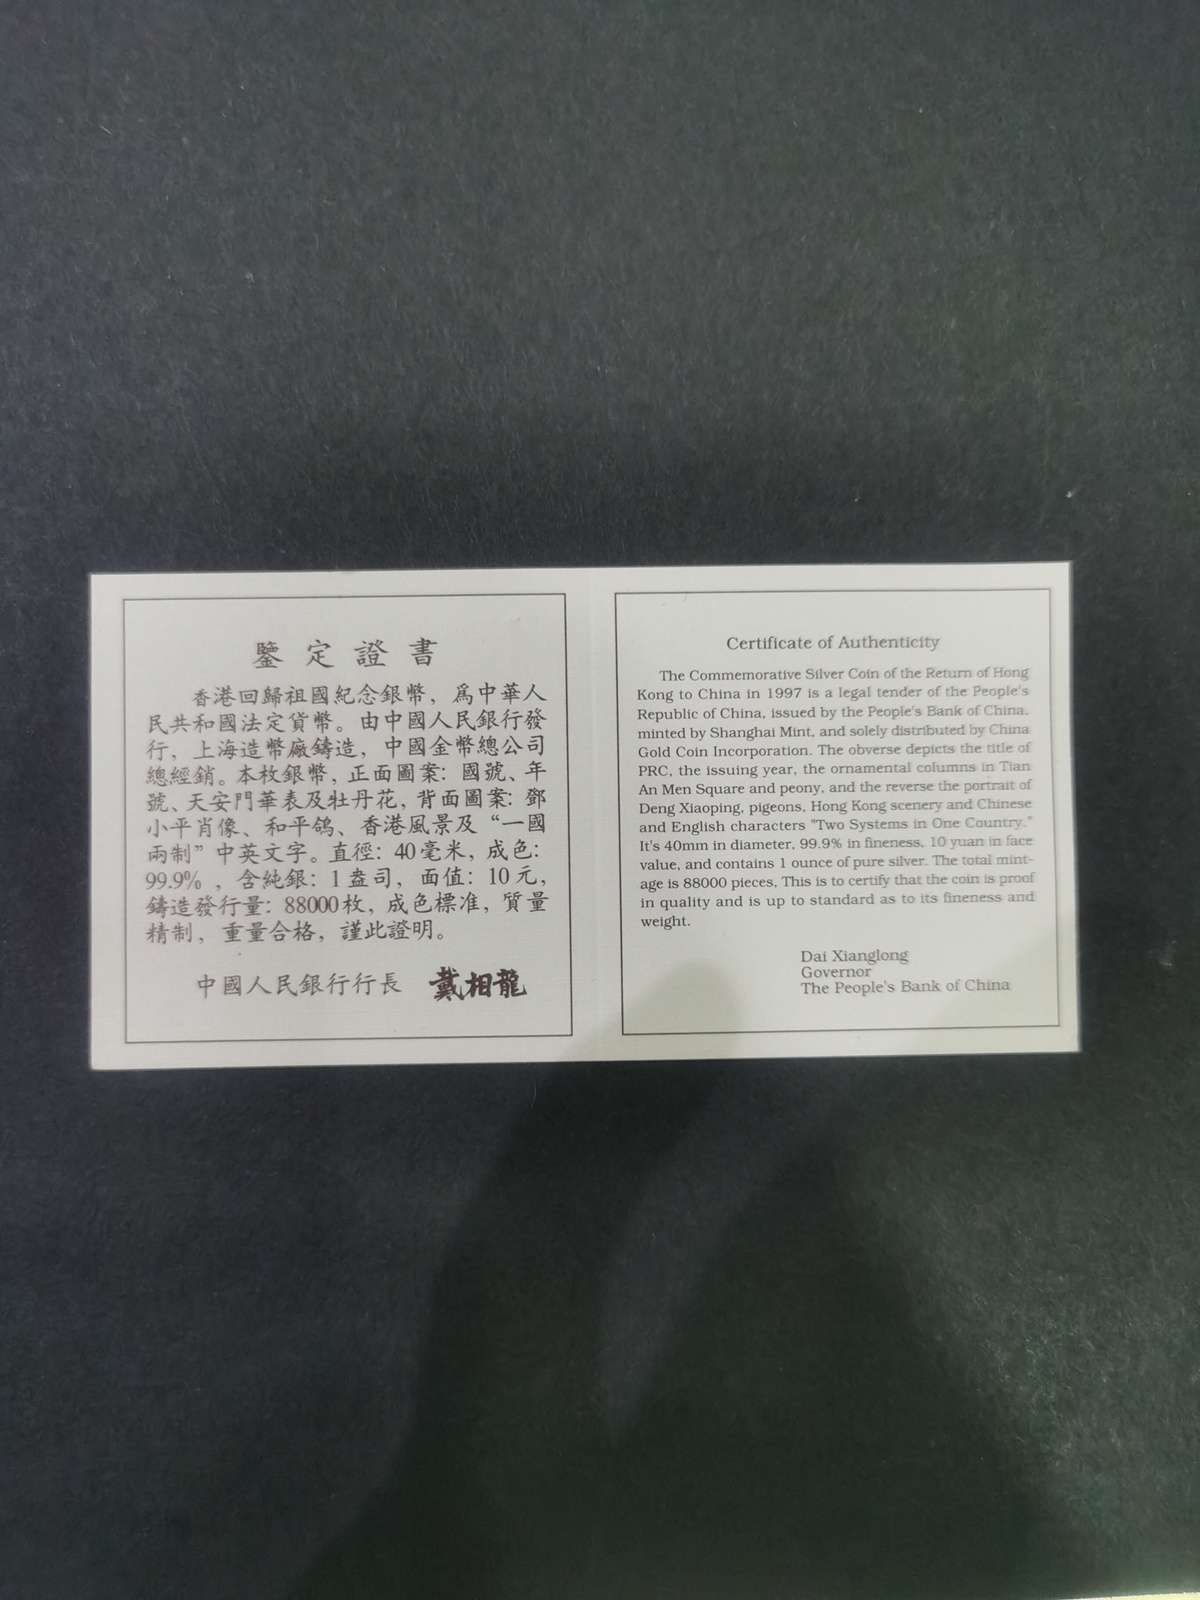 鑒定證書
香港回歸祖國紀念銀幣，爲中華人
民共和國法定貨幣。由中國人民銀行發
行，上海造幣廠鑄造，中國金幣總公司
總經銷。本枚銀幣，正面圖案：國號、年
號、天安門華表及牡丹花，背面圖案：鄧
小平肖像、和平鴿、香港風景及“一國
兩制”中英文字。直徑：40毫米，成色：
99.9%，含純銀：1盎司，面值：10元，
鑄造發行量：88000枚，成色標准，質量
精制，重量合格，謹此證明。
中國人民銀行行長 戴相龍
Certificate of Authenticity
The Commemorative Silver Coin of the Return of Hong
Kong to China in 1997 is a legal tender of the People's
Republic of China, issued by the People's Bank of China,
minted by Shanghai Mint, and solely distributed by China
Gold Coin Incorporation. The obverse depicts the title of
PRC, the issuing year, the ornamental columns in Tian
An Men Square and peony, and the reverse the portrait of
Deng Xiaoping, pigeons, Hong Kong scenery and Chinese
and English characters "Two Systems in One Country."
It's 40mm in diameter, 99.9% in fineness, 10 yuan in face
value, and contains 1 ounce of pure silver. The total mint-
age is 88000 pieces, This is to certify that the coin is proof
in quality and is up to standard as to its fineness and
weight.
Dai Xianglong
Governor
The People's Bank of China